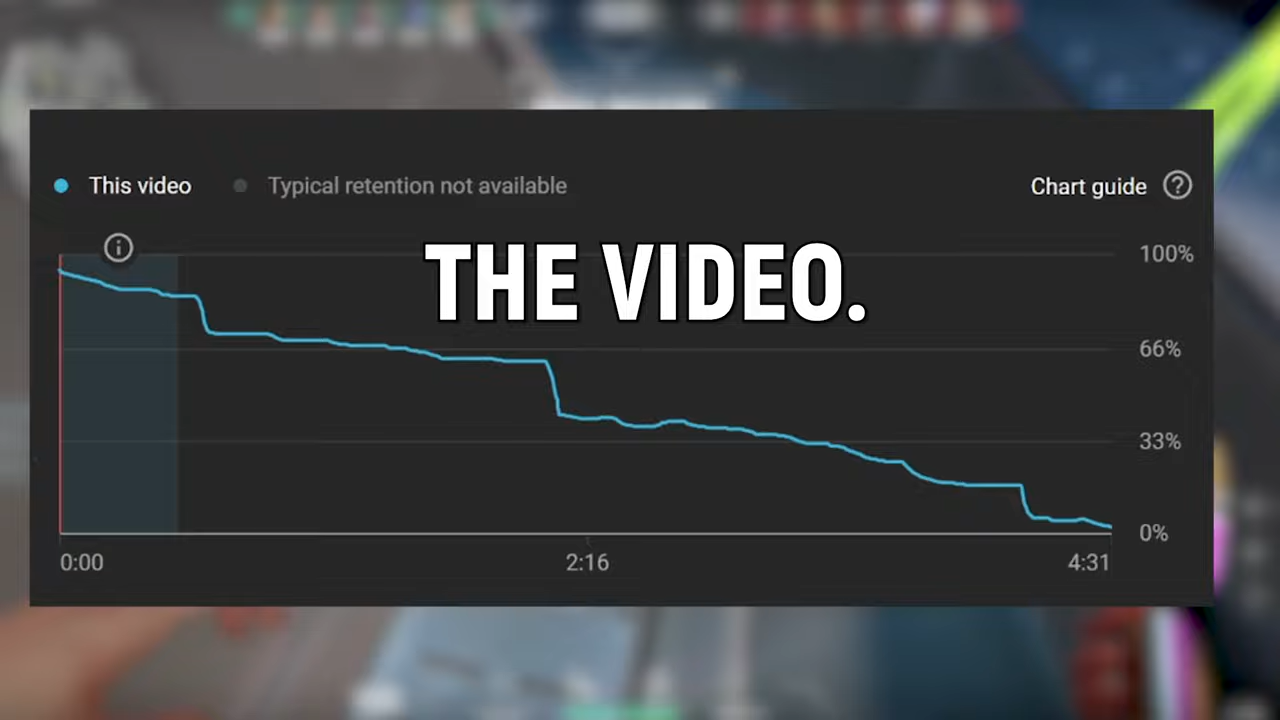 This video
Typical retention not available
Chart guide
THE VIDEO.
100%
66%
33%
0%
0:00
2:16
4:31